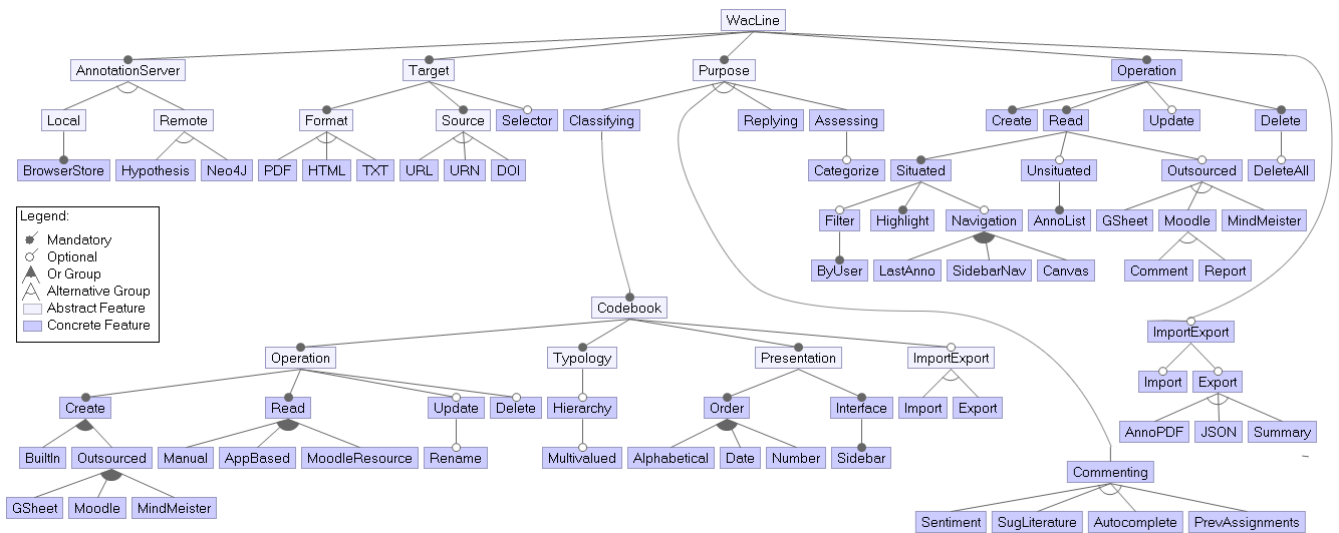 WacLine
AnnotationServer Target Purpose Operation
Local Remote Format Source Selector Classifying Replying Assessing Create Read Update Delete
BrowserStore Hypothesis Neo4J PDF HTML TXT URL URN DOI Categorize Situated Unsituated Outsourced DeleteAll
Legend:
Mandatory
Optional
Or Group
Alternative Group
Abstract Feature
Concrete Feature
Filter Highlight Navigation AnnoList GSheet Moodle MindMeister
ByUser LastAnno SidebarNav Canvas Comment Report
Codebook
ImportExport
Operation Typology Presentation ImportExport
Import Export
Create Read Update Delete Hierarchy Order Interface Import Export
AnnoPDF JSON Summary
BuiltIn Outsourced Manual AppBased MoodleResource Rename Multivalued Alphabetical Date Number Sidebar
Commenting
GSheet Moodle MindMeister
Sentiment SugLiterature Autocomplete PrevAssignments